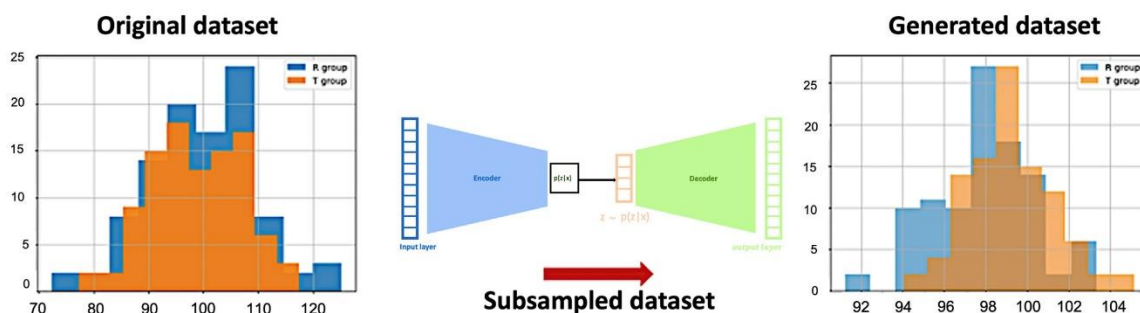 Original dataset
25
20
15
10
5
0
70
80
90
100
110
120
R group
T group
Input layer
Encoder
p(z|x)
z ~ p(z|x)
Decoder
output layer
Subsampled dataset
Generated dataset
25
20
15
10
5
0
92
94
96
98
100
102
104
R group
T group